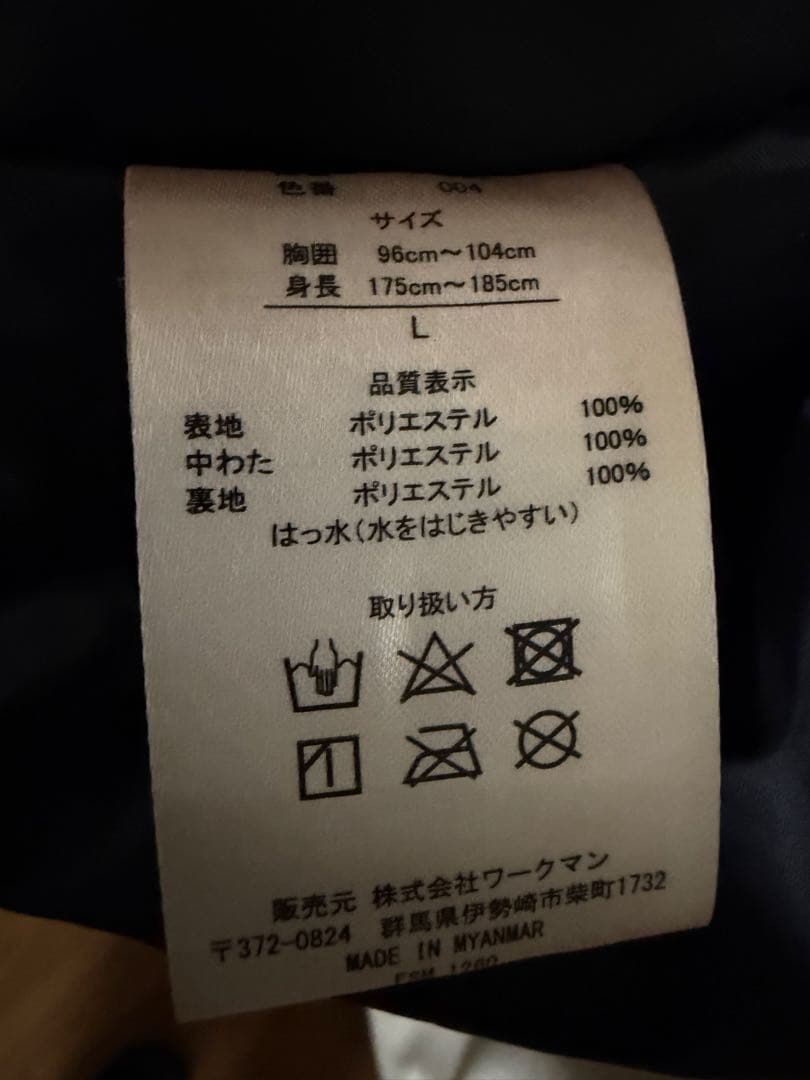 色番 004
サイズ
胸囲 96cm～104cm
身長 175cm～185cm
L
品質表示
表地 ポリエステル 100%
中わた ポリエステル 100%
裏地 ポリエステル 100%
はっ水(水をはじきやすい)
取り扱い方
販売元 株式会社ワークマン
〒372-0824 群馬県伊勢崎市柴町1732
MADE IN MYANMAR